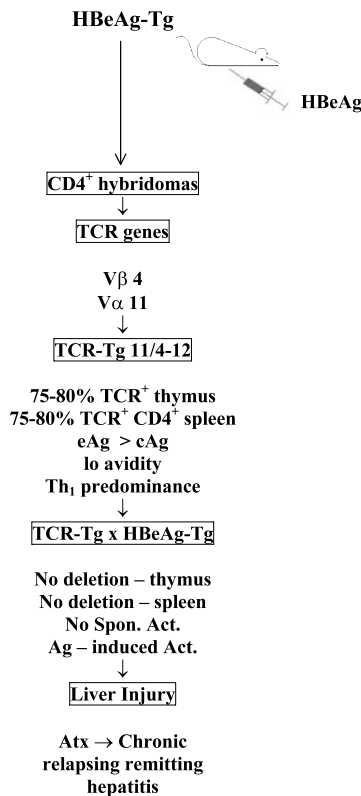 HBeAg-Tg
HBeAg
CD4+ hybridomas
↓
TCR genes
Vβ 4
Vα 11
↓
TCR-Tg 11/4-12
75-80% TCR+ thymus
75-80% TCR+ CD4+ spleen
eAg > cAg
lo avidity
Th1 predominance
↓
TCR-Tg x HBeAg-Tg
No deletion – thymus
No deletion – spleen
No Spon. Act.
Ag – induced Act.
↓
Liver Injury
Atx → Chronic
relapsing remitting
hepatitis